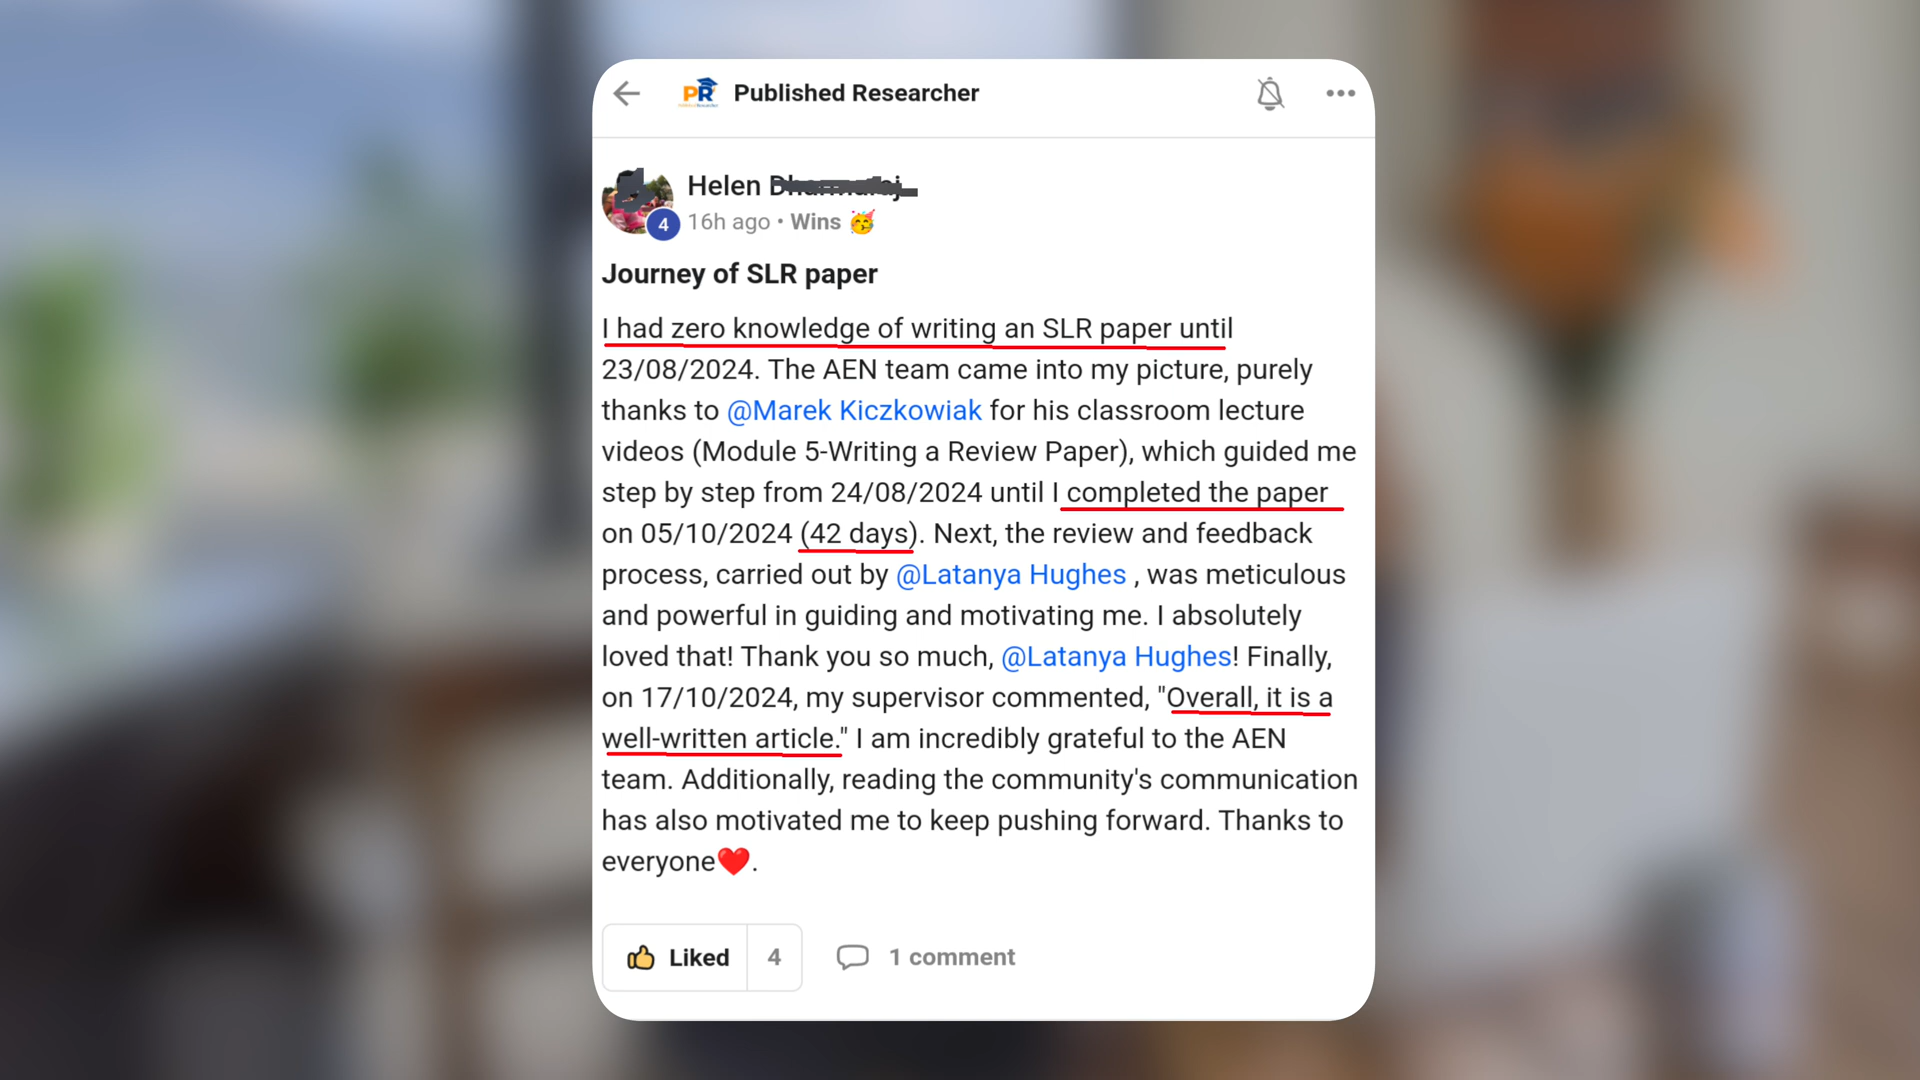 PR Published Researcher
Helen
4
16h ago • Wins 🥳
Journey of SLR paper
I had zero knowledge of writing an SLR paper until
23/08/2024. The AEN team came into my picture, purely
thanks to @Marek Kiczkowiak for his classroom lecture
videos (Module 5-Writing a Review Paper), which guided me
step by step from 24/08/2024 until I completed the paper
on 05/10/2024 (42 days). Next, the review and feedback
process, carried out by @Latanya Hughes , was meticulous
and powerful in guiding and motivating me. I absolutely
loved that! Thank you so much, @Latanya Hughes! Finally,
on 17/10/2024, my supervisor commented, "Overall, it is a
well-written article." I am incredibly grateful to the AEN
team. Additionally, reading the community's communication
has also motivated me to keep pushing forward. Thanks to
everyone❤️.
Liked 4 1 comment